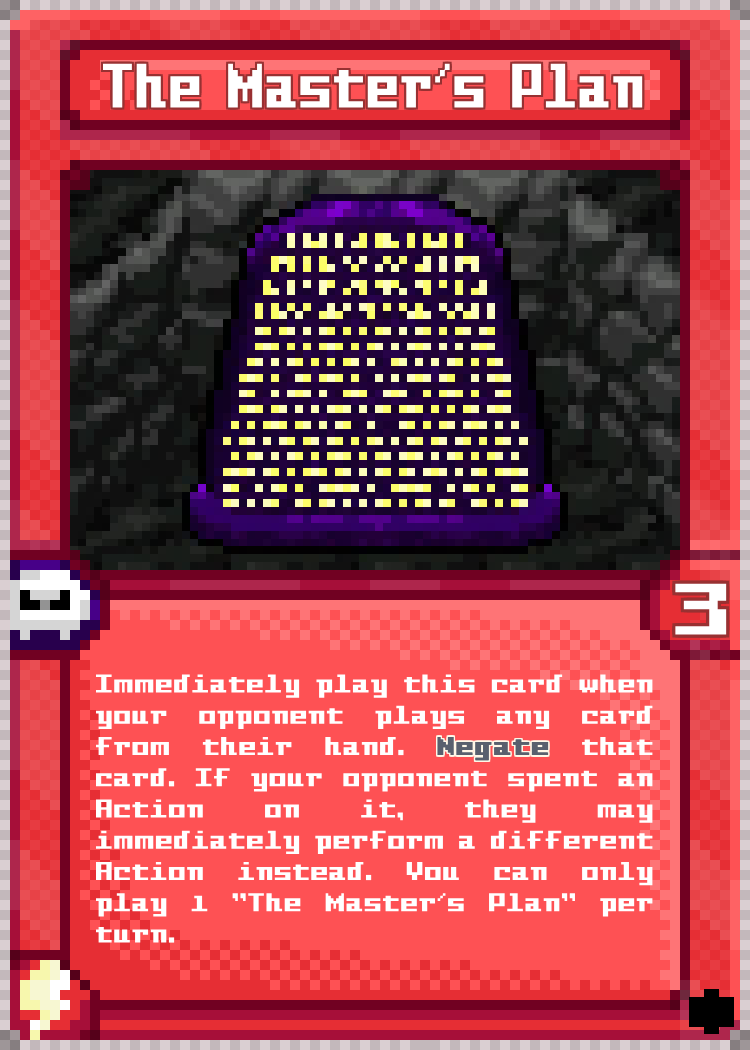 The Master's Plan
3
Immediately play this card when
your opponent plays any card
from their hand. Negate that
card. If your opponent spent an
Action on it, they may
immediately perform a different
Action instead. You can only
play 1 "The Master's Plan" per
turn.